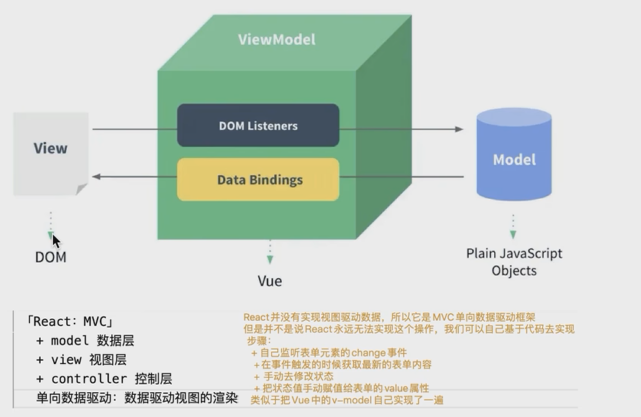 ViewModel
DOM Listeners
View
Model
Data Bindings
DOM
Vue
Plain JavaScript
Objects
「React：MVC」
+ model 数据层
+ view 视图层
+ controller 控制层
单向数据驱动：数据驱动视图的渲染
React并没有实现视图驱动数据，所以它是MVC单向数据驱动框架
但是并不是说React永远无法实现这个操作，我们可以自己基于代码去实现
步骤：
+ 自己监听表单元素的change事件
+在事件触发的时候获取最新的表单内容
+ 手动去修改状态
+ 把状态值手动赋值给表单的value属性
类似于把Vue中的v-model自己实现了一遍